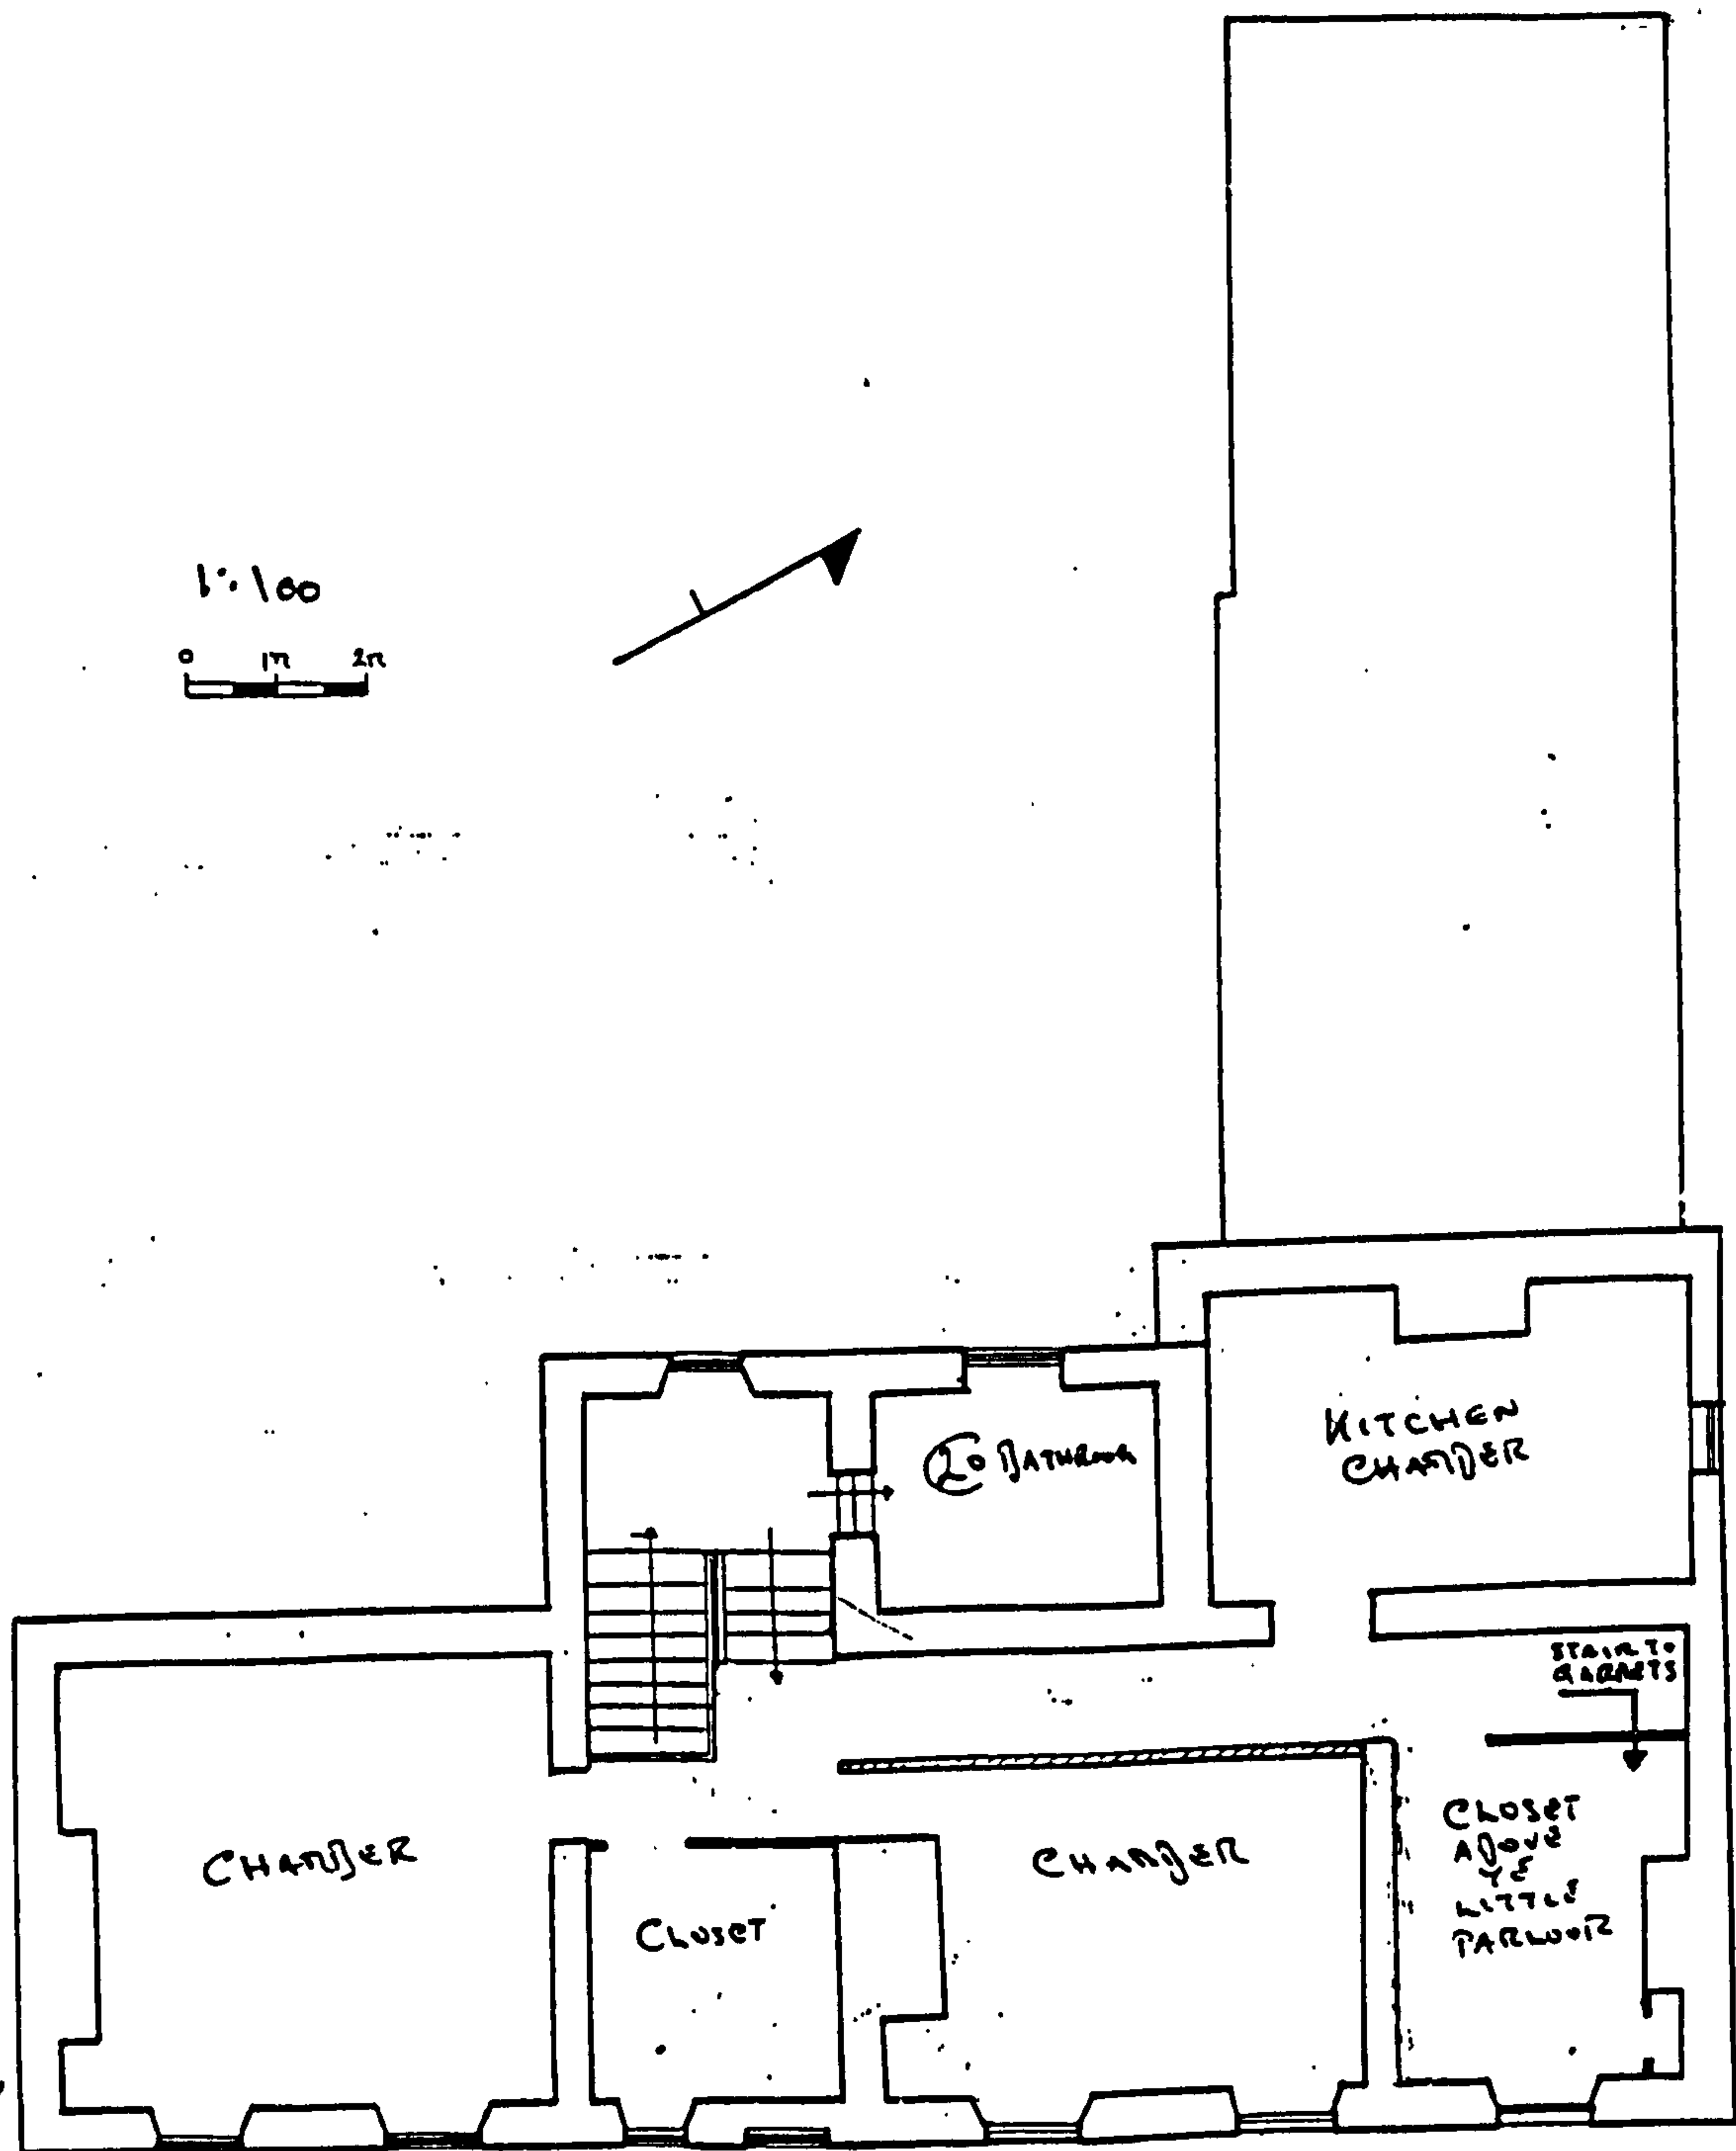 1:100
0 1m 2m
C20 BATHROOM
KITCHEN
CHAMBER
STAIR TO
GARRETS
CHAMBER
CLOSET
CHAMBER
CLOSET
ABOVE
YE
LITTLE
PARLOUR